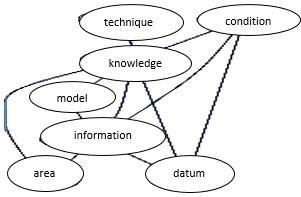 technique
condition
knowledge
model
information
area
datum